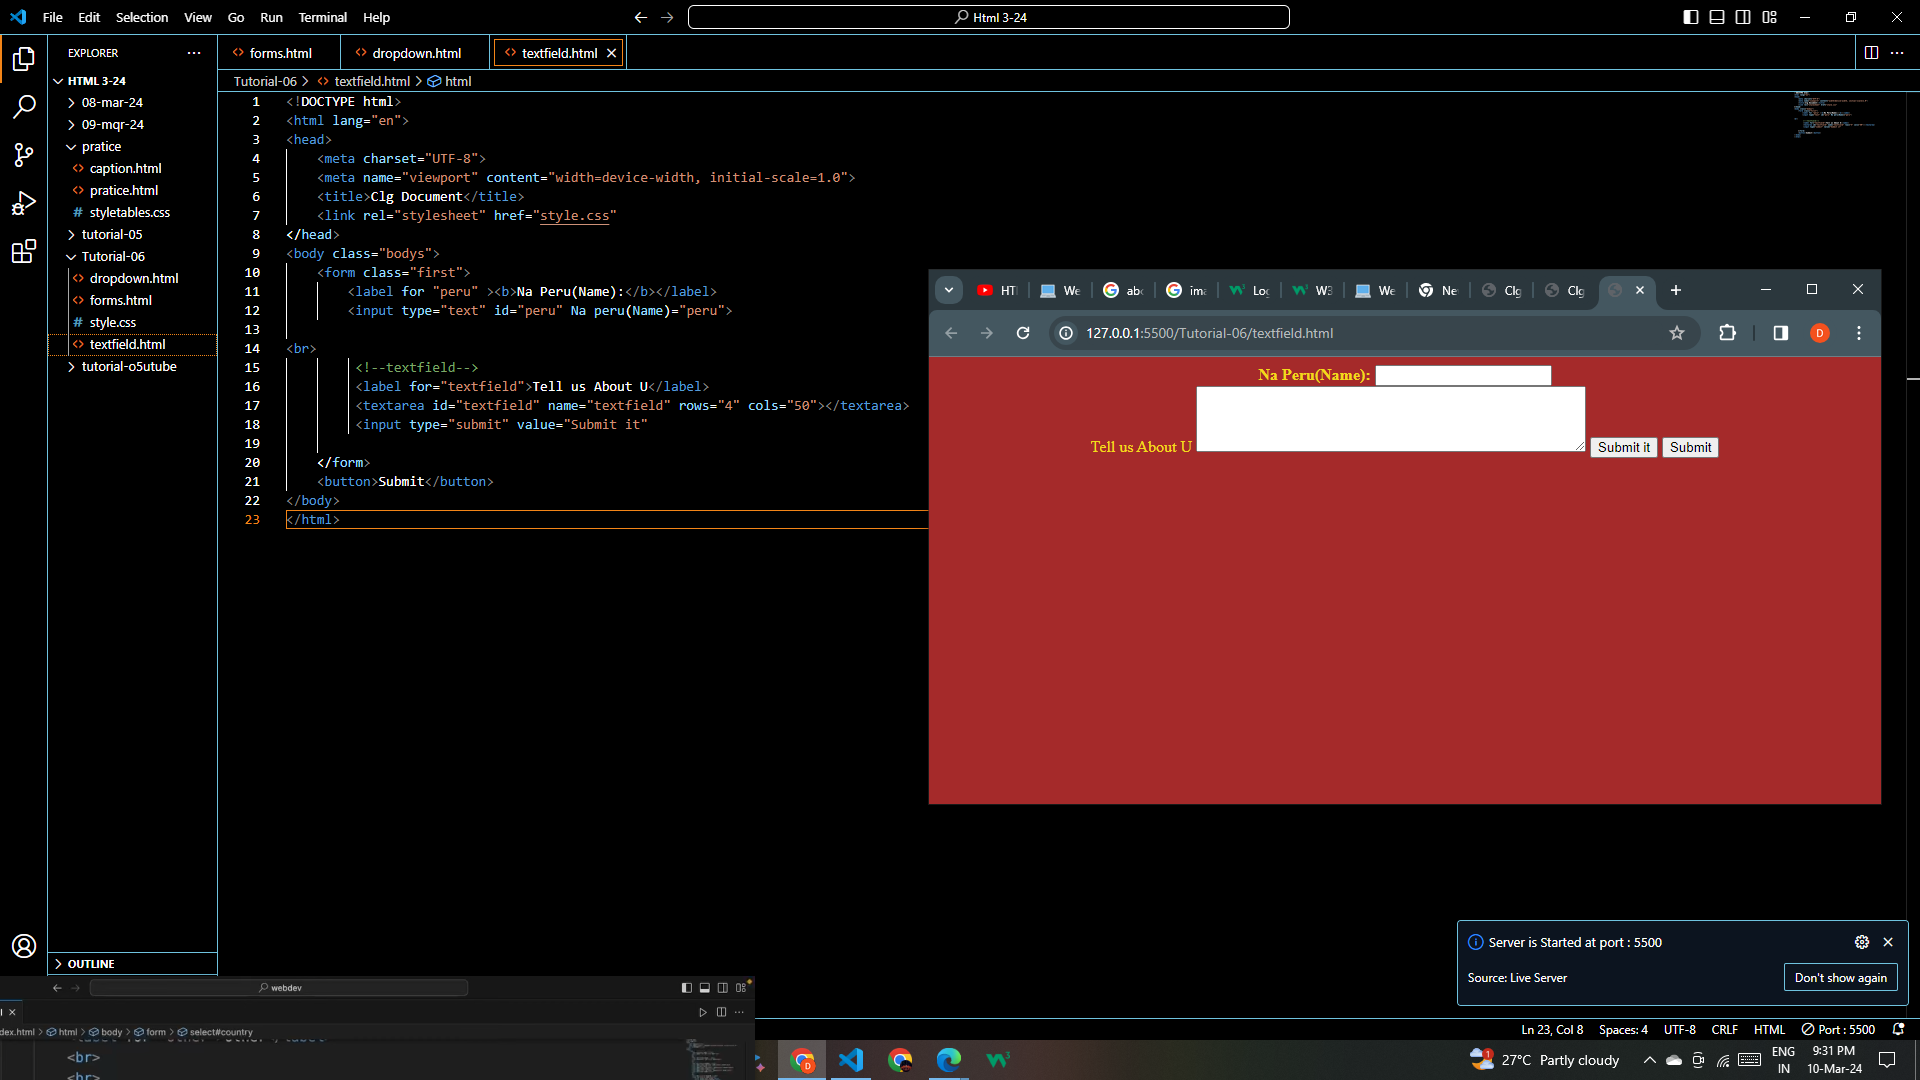 File Edit Selection View Go Run Terminal Help
Html 3-24
EXPLORER
HTML 3-24
08-mar-24
09-mqr-24
pratice
caption.html
pratice.html
styletables.css
tutorial-05
Tutorial-06
dropdown.html
forms.html
style.css
textfield.html
tutorial-o5utube
OUTLINE
forms.html dropdown.html textfield.html
Tutorial-06 > textfield.html > html
1 <!DOCTYPE html>
2 <html lang="en">
3 <head>
4 <meta charset="UTF-8">
5 <meta name="viewport" content="width=device-width, initial-scale=1.0">
6 <title>Clg Document</title>
7 <link rel="stylesheet" href="style.css"
8 </head>
9 <body class="bodys">
10 <form class="first">
11 <label for "peru" ><b>Na Peru(Name):</b></label>
12 <input type="text" id="peru" Na peru(Name)="peru">
13
14 <br>
15 <!--textfield-->
16 <label for="textfield">Tell us About U</label>
17 <textarea id="textfield" name="textfield" rows="4" cols="50"></textarea>
18 <input type="submit" value="Submit it"
19
20 </form>
21 <button>Submit</button>
22 </body>
23 </html>
HT We abc ima Log W3 We Ne Clg Clg
127.0.0.1:5500/Tutorial-06/textfield.html
D
Na Peru(Name):
Tell us About U Submit it Submit
Server is Started at port : 5500
Source: Live Server Don't show again
webdev
dex.html > html > body > form > select#country
<br>
<br>
Ln 23, Col 8 Spaces: 4 UTF-8 CRLF HTML Port : 5500
27°C Partly cloudy
ENG
IN
9:31 PM
10-Mar-24